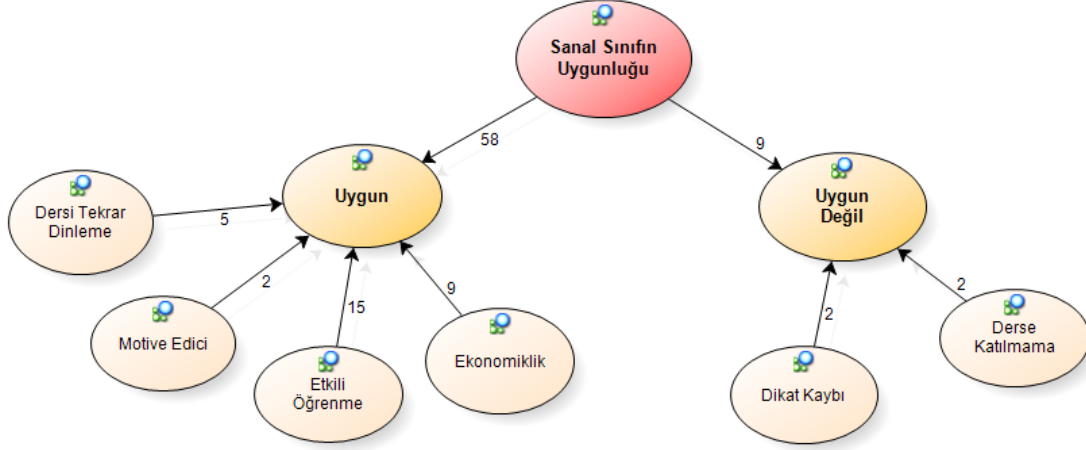 Sanal Sınıfın
Uygunluğu
58
9
Uygun
Uygun
Değil
Dersi Tekrar
Dinleme
5
2
15
9
2
2
Motive Edici
Etkili
Öğrenme
Ekonomiklik
Dikat Kaybı
Derse
Katılmama